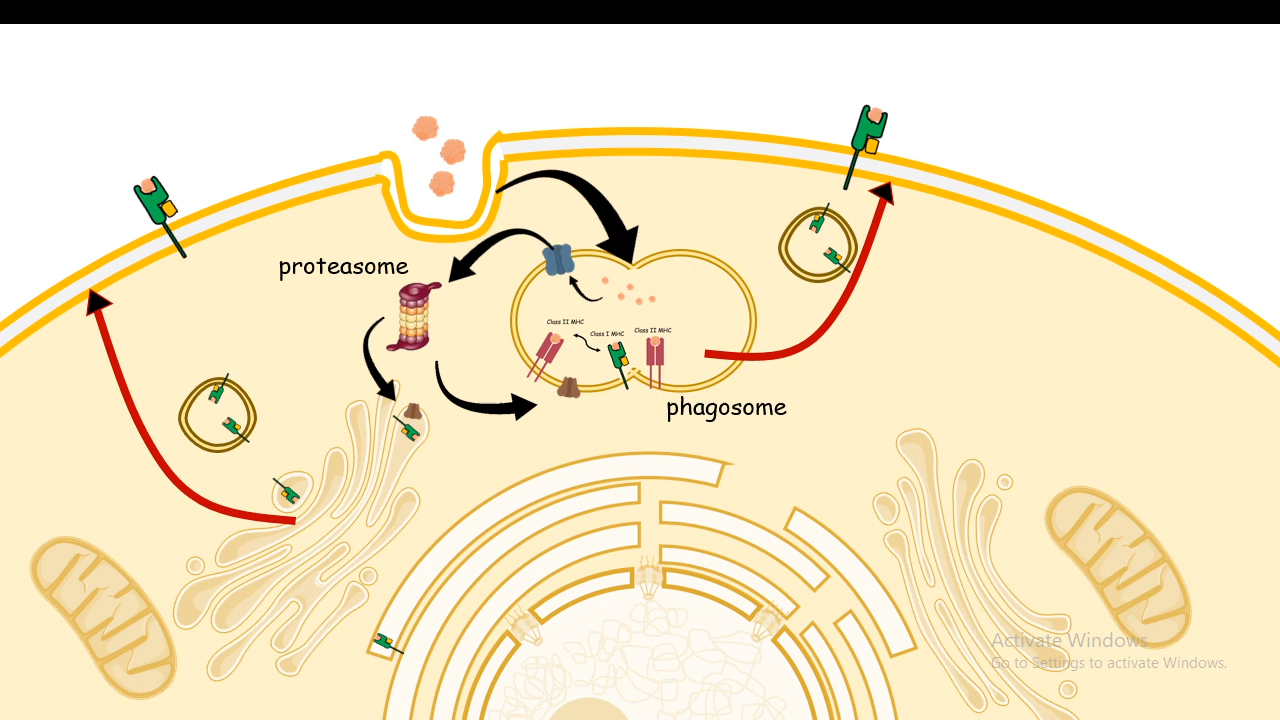 proteasome
Class II MHC
Class I MHC
Class II MHC
phagosome
Activate Windows
Go to Settings to activate Windows.